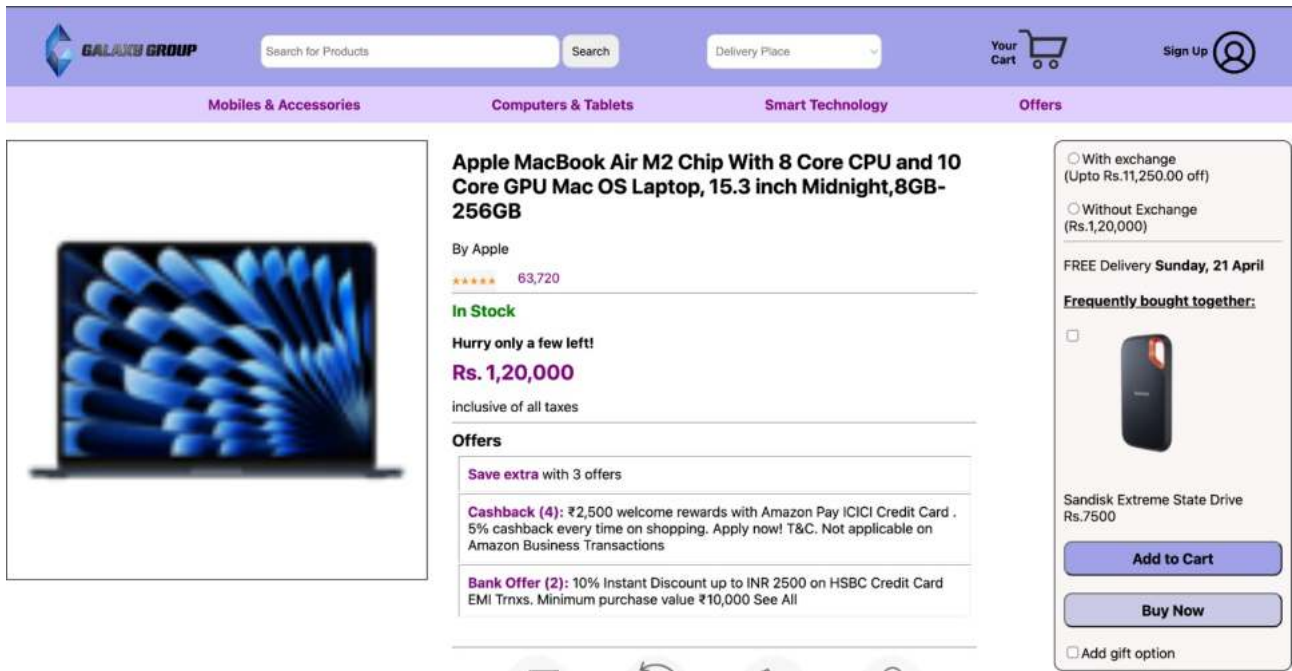 GALAXY GROUP
Search for Products
Search
Delivery Place
Your
Cart
Sign Up
Mobiles & Accessories
Computers & Tablets
Smart Technology
Offers
Apple MacBook Air M2 Chip With 8 Core CPU and 10
Core GPU Mac OS Laptop, 15.3 inch Midnight,8GB-
256GB
By Apple
63,720
In Stock
Hurry only a few left!
Rs. 1,20,000
inclusive of all taxes
Offers
Save extra with 3 offers
Cashback (4): ₹2,500 welcome rewards with Amazon Pay ICICI Credit Card .
5% cashback every time on shopping. Apply now! T&C. Not applicable on
Amazon Business Transactions
Bank Offer (2): 10% Instant Discount up to INR 2500 on HSBC Credit Card
EMI Trnxs. Minimum purchase value ₹10,000 See All
With exchange
(Upto Rs.11,250.00 off)
Without Exchange
(Rs.1,20,000)
FREE Delivery Sunday, 21 April
Frequently bought together:
Sandisk Extreme State Drive
Rs.7500
Add to Cart
Buy Now
Add gift option